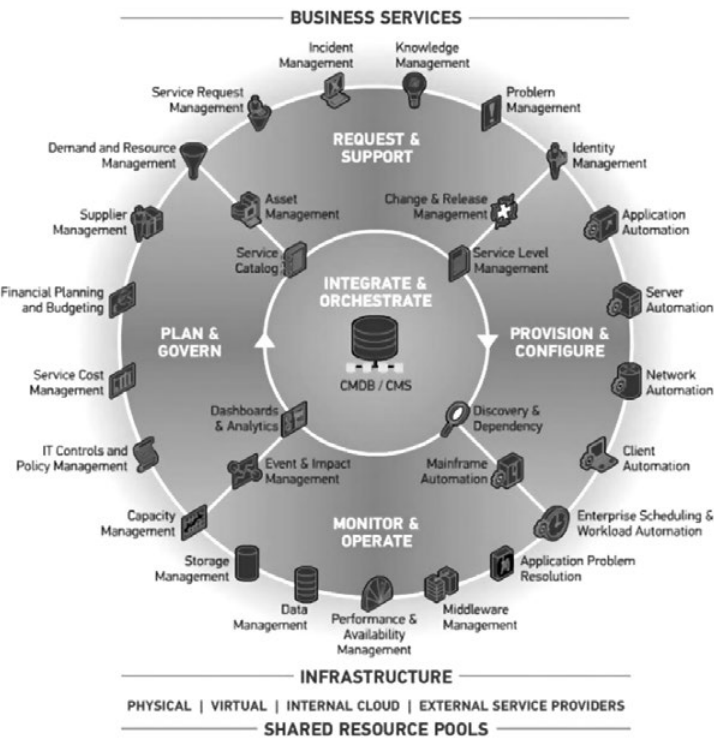 BUSINESS SERVICES
Incident
Management
Knowledge
Management
Service Request
Management
Problem
Management
REQUEST &
SUPPORT
Demand and Resource
Management
Identity
Management
Asset
Management
Change & Release
Management
Supplier
Management
Application
Automation
Service
Catalog
Service Level
Management
INTEGRATE &
ORCHESTRATE
Financial Planning
and Budgeting
Server
Automation
PLAN &
GOVERN
PROVISION &
CONFIGURE
CMDB / CMS
Service Cost
Management
Network
Automation
Dashboards
& Analytics
Discovery &
Dependency
IT Controls and
Policy Management
Event & Impact
Management
Mainframe
Automation
Client
Automation
Capacity
Management
MONITOR &
OPERATE
Enterprise Scheduling &
Workload Automation
Storage
Management
Application Problem
Resolution
Data
Management
Performance &
Availability
Management
Middleware
Management
INFRASTRUCTURE
PHYSICAL | VIRTUAL | INTERNAL CLOUD | EXTERNAL SERVICE PROVIDERS
SHARED RESOURCE POOLS